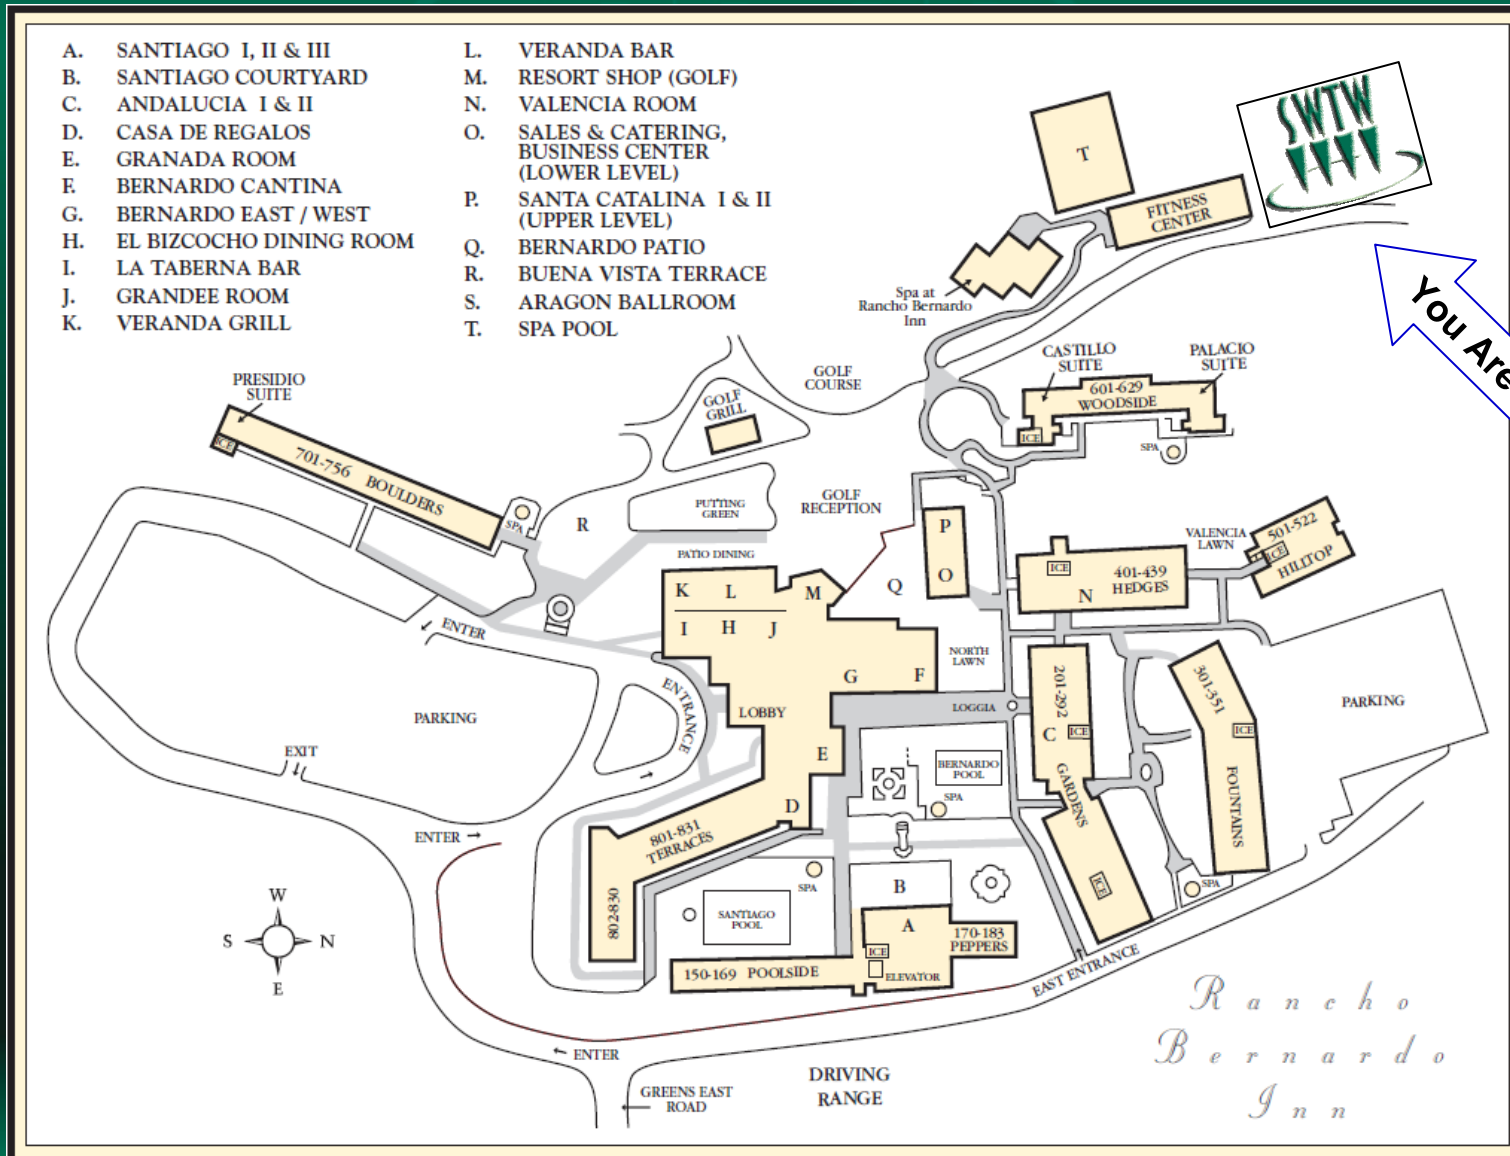 A. SANTIAGO I, II & III
B. SANTIAGO COURTYARD
C. ANDALUCIA I & II
D. CASA DE REGALOS
E. GRANADA ROOM
F. BERNARDO CANTINA
G. BERNARDO EAST / WEST
H. EL BIZCOCHO DINING ROOM
I. LA TABERNA BAR
J. GRANDEE ROOM
K. VERANDA GRILL
L. VERANDA BAR
M. RESORT SHOP (GOLF)
N. VALENCIA ROOM
O. SALES & CATERING,
BUSINESS CENTER
(LOWER LEVEL)
P. SANTA CATALINA I & II
(UPPER LEVEL)
Q. BERNARDO PATIO
R. BUENA VISTA TERRACE
S. ARAGON BALLROOM
T. SPA POOL
SWTW
T
FITNESS
CENTER
You Are
Spa at
Rancho Bernardo
Inn
CASTILLO
SUITE
PALACIO
SUITE
601-629
WOODSIDE
ICE
SPA
GOLF
COURSE
GOLF
GRILL
PRESIDIO
SUITE
ICE
701-756 BOULDERS
SPA
R
PUTTING
GREEN
GOLF
RECEPTION
PATIO DINING
P
O
Q
VALENCIA
LAWN
501-522
ICE
HILLTOP
ICE
401-439
HEDGES
N
K L M
I H J
G F
NORTH
LAWN
ENTER
ENTRANCE
LOBBY
LOGGIA
PARKING
EXIT
E
D
BERNARDO
POOL
SPA
201-292
C ICE
GARDENS
ICE
301-351
ICE
FOUNTAINS
PARKING
ENTER
801-831
TERRACES
802-830
SPA
SANTIAGO
POOL
B
A
ICE
ELEVATOR
170-183
PEPPERS
150-169 POOLSIDE
SPA
EAST ENTRANCE
W
S N
E
ENTER
GREENS EAST
ROAD
DRIVING
RANGE
Rancho
Bernardo
Inn